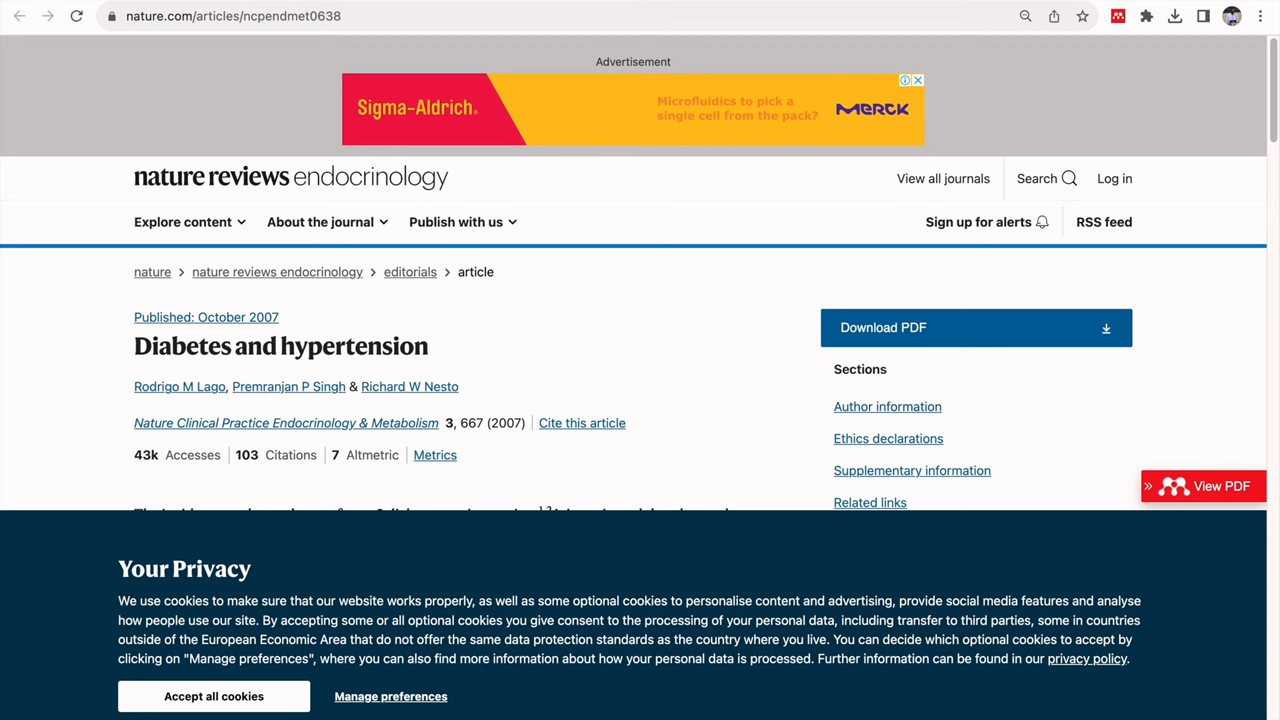 nature.com/articles/ncpendmet0638
Advertisement
Sigma-Aldrich®
Microfluidics to pick a
single cell from the pack?
MERCK
nature reviews endocrinology
View all journals
Search
Log in
Explore content
About the journal
Publish with us
Sign up for alerts
RSS feed
nature > nature reviews endocrinology > editorials > article
Published: October 2007
Download PDF
Diabetes and hypertension
Sections
Rodrigo M Lago, Premranjan P Singh & Richard W Nesto
Author information
Nature Clinical Practice Endocrinology & Metabolism 3, 667 (2007) | Cite this article
Ethics declarations
43k Accesses | 103 Citations | 7 Altmetric | Metrics
Supplementary information
View PDF
Related links
Your Privacy
We use cookies to make sure that our website works properly, as well as some optional cookies to personalise content and advertising, provide social media features and analyse
how people use our site. By accepting some or all optional cookies you give consent to the processing of your personal data, including transfer to third parties, some in countries
outside of the European Economic Area that do not offer the same data protection standards as the country where you live. You can decide which optional cookies to accept by
clicking on "Manage preferences", where you can also find more information about how your personal data is processed. Further information can be found in our privacy policy.
Accept all cookies
Manage preferences